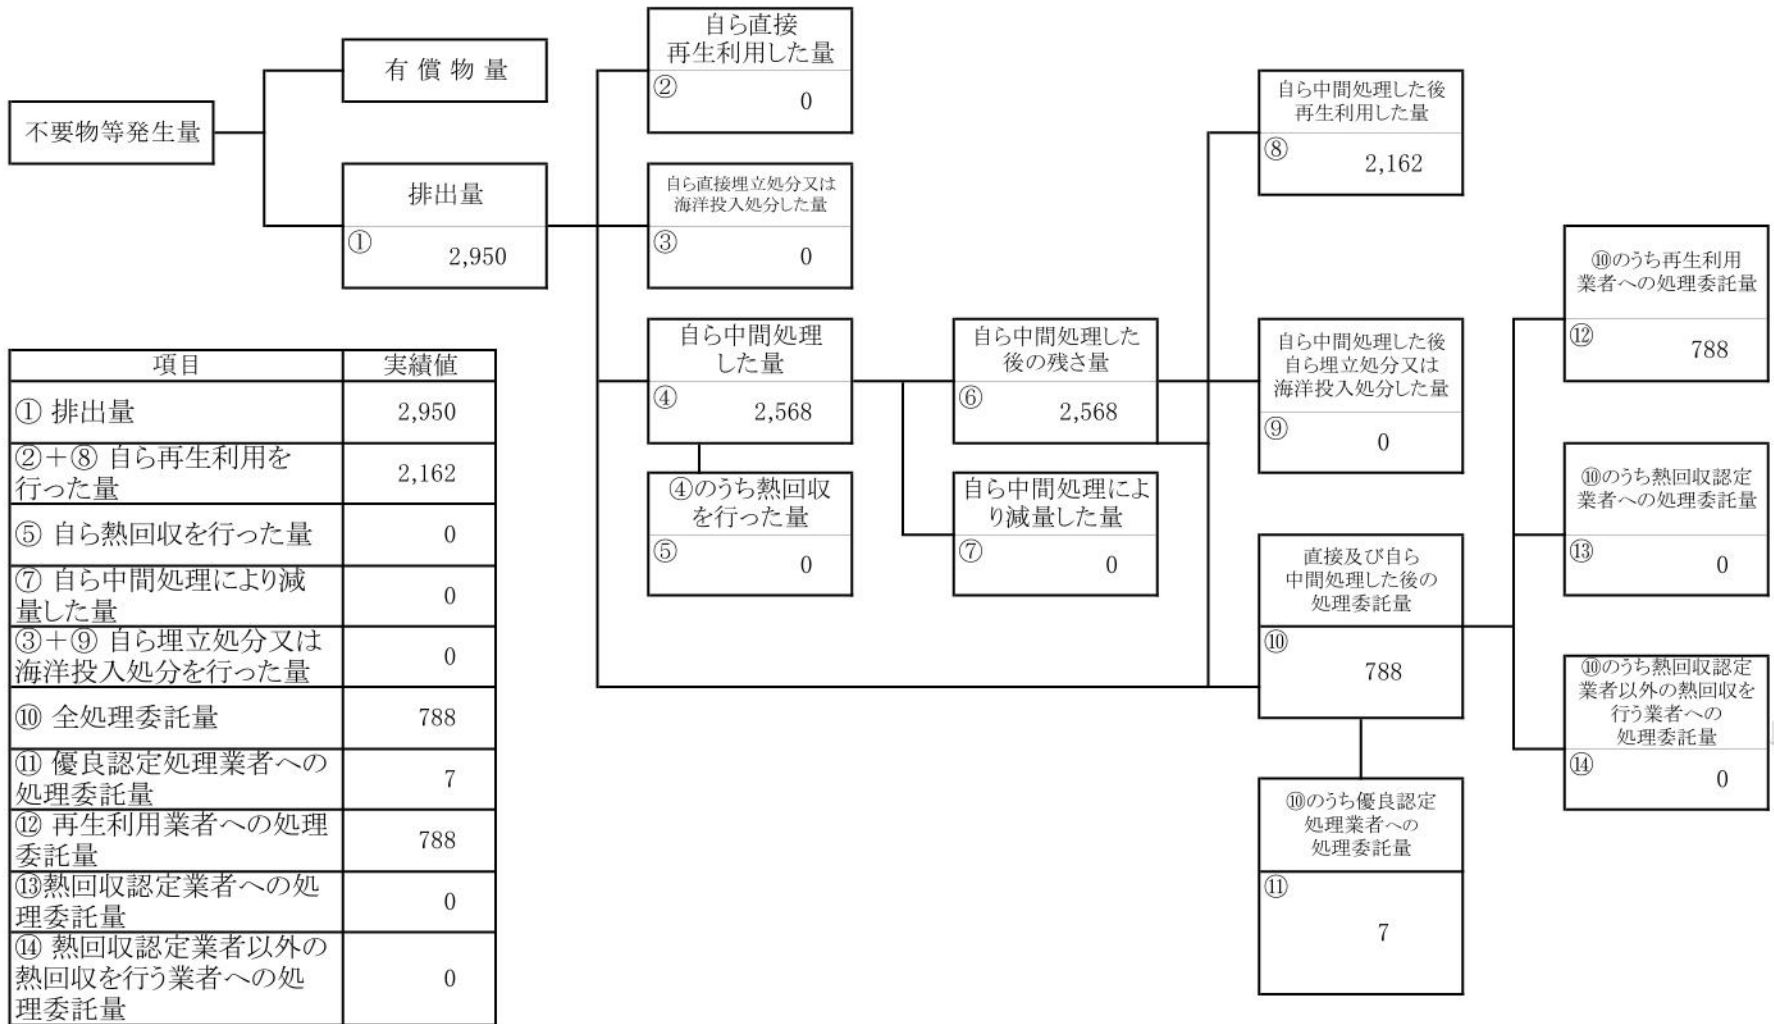 不要物等発生量
有 償 物 量
排出量
①
2,950
自ら直接
再生利用した量
②
0
自ら直接埋立処分又は
海洋投入処分した量
③
0
自ら中間処理
した量
④
2,568
④のうち熱回収
を行った量
⑤
0
自ら中間処理した
後の残さ量
⑥
2,568
自ら中間処理によ
り減量した量
⑦
0
自ら中間処理した後
再生利用した量
⑧
2,162
自ら中間処理した後
自ら埋立処分又は
海洋投入処分した量
⑨
0
直接及び自ら
中間処理した後の
処理委託量
⑩
788
⑩のうち優良認定
処理業者への
処理委託量
⑪
7
⑩のうち再生利用
業者への処理委託量
⑫
788
⑩のうち熱回収認定
業者への処理委託量
⑬
0
⑩のうち熱回収認定
業者以外の熱回収を
行う業者への
処理委託量
⑭
0
項目 実績値
① 排出量 2,950
②＋⑧ 自ら再生利用を
行った量 2,162
⑤ 自ら熱回収を行った量 0
⑦ 自ら中間処理により減
量した量 0
③＋⑨ 自ら埋立処分又は
海洋投入処分を行った量 0
⑩ 全処理委託量 788
⑪ 優良認定処理業者への
処理委託量 7
⑫ 再生利用業者への処理
委託量 788
⑬熱回収認定業者への処
理委託量 0
⑭ 熱回収認定業者以外の
熱回収を行う業者への処
理委託量 0